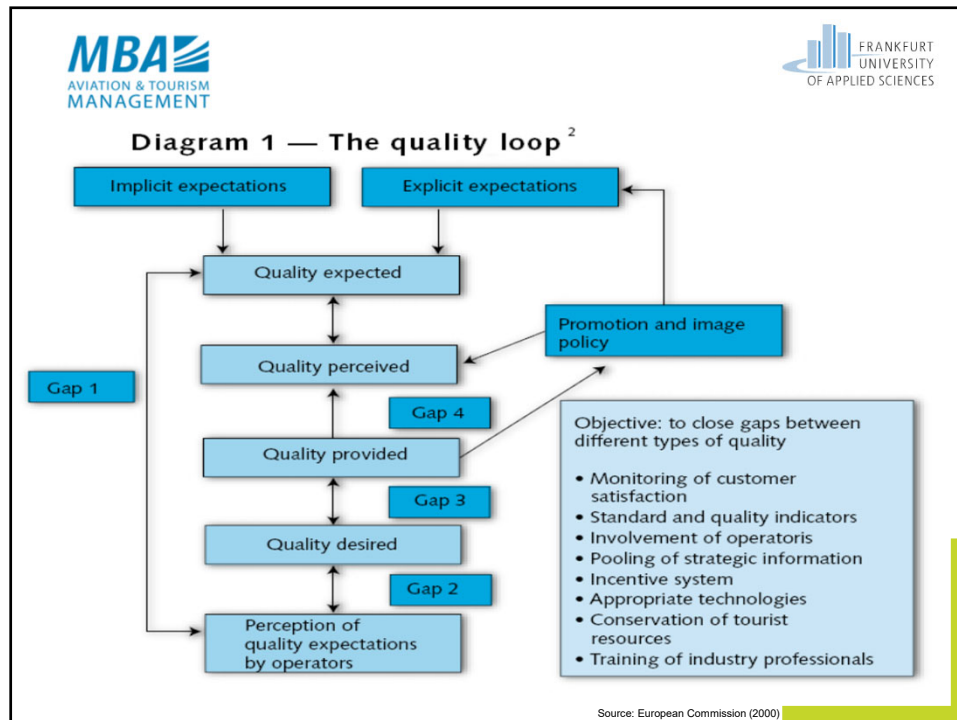 MBA
AVIATION & TOURISM
MANAGEMENT
FRANKFURT
UNIVERSITY
OF APPLIED SCIENCES
Diagram 1 — The quality loop 2
Implicit expectations
Explicit expectations
Quality expected
Promotion and image
policy
Quality perceived
Gap 1
Gap 4
Quality provided
Gap 3
Quality desired
Gap 2
Perception of
quality expectations
by operators
Objective: to close gaps between
different types of quality
• Monitoring of customer
satisfaction
• Standard and quality indicators
• Involvement of operatoris
• Pooling of strategic information
• Incentive system
• Appropriate technologies
• Conservation of tourist
resources
• Training of industry professionals
Source: European Commission (2000)